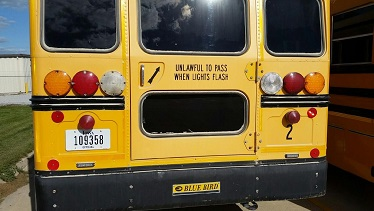 UNLAWFUL TO PASS
WHEN LIGHTS FLASH
109358
2
BLUE BIRD